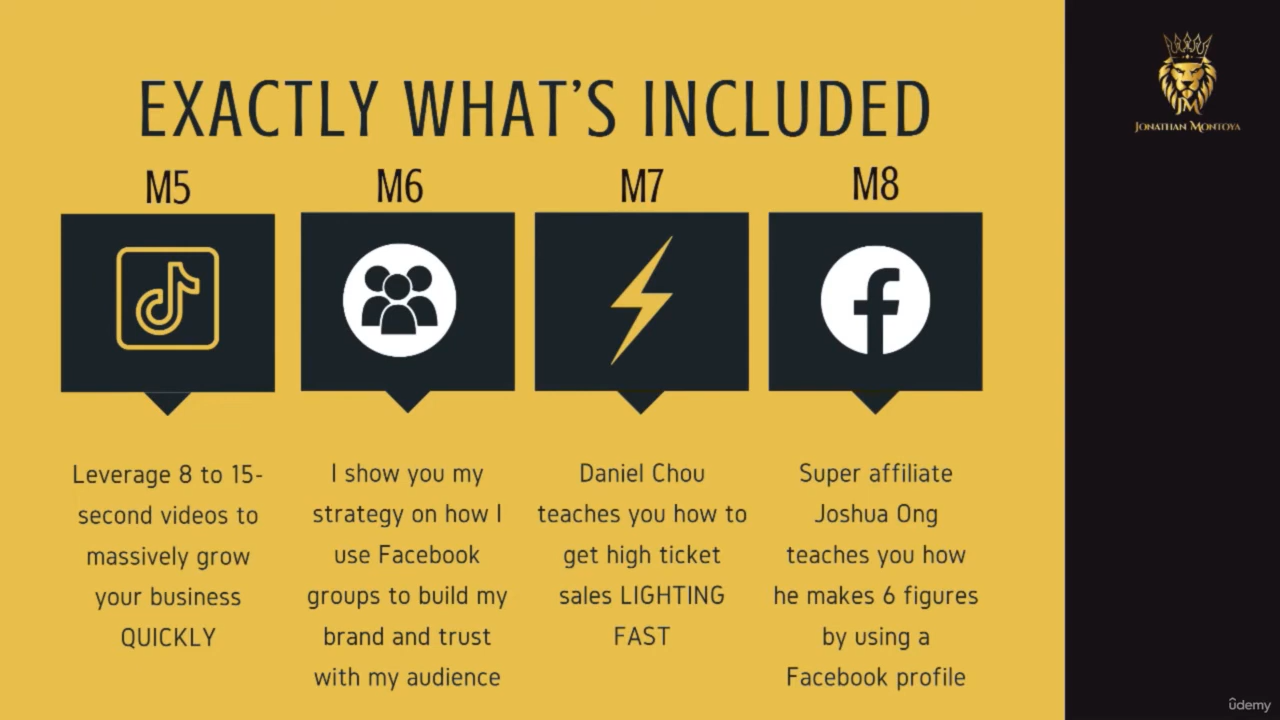 EXACTLY WHAT'S INCLUDED
M5
M6
M7
M8
Leverage 8 to 15-
second videos to
massively grow
your business
QUICKLY
I show you my
strategy on how I
use Facebook
groups to build my
brand and trust
with my audience
Daniel Chou
teaches you how to
get high ticket
sales LIGHTING
FAST
Super affiliate
Joshua Ong
teaches you how
he makes 6 figures
by using a
Facebook profile
JM
JONATHAN MONTOYA
ûdemy